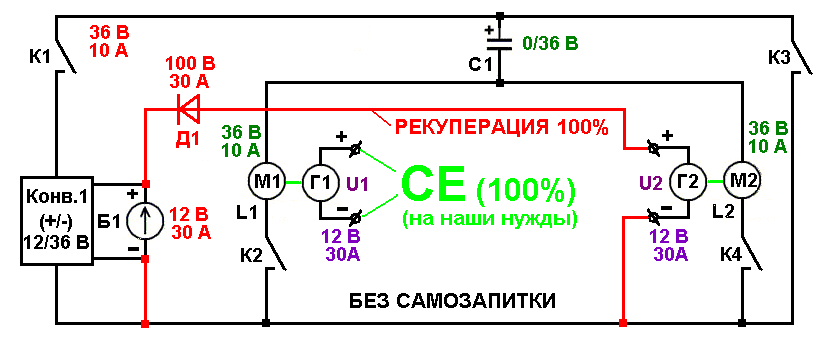 36 В
10 А
К1
+
С1
0/36 В
К3
100 В
30 А
Д1
РЕКУПЕРАЦИЯ 100%
36 В
10 А
+
М1
Г1
U1
−
L1
СЕ (100%)
(на наши нужды)
36 В
10 А
+
U2
Г2
М2
−
L2
Конв.1
(+/-)
12/36 В
+
Б1
−
12 В
30 А
К2
12 В
30А
12 В
30А
К4
БЕЗ САМОЗАПИТКИ